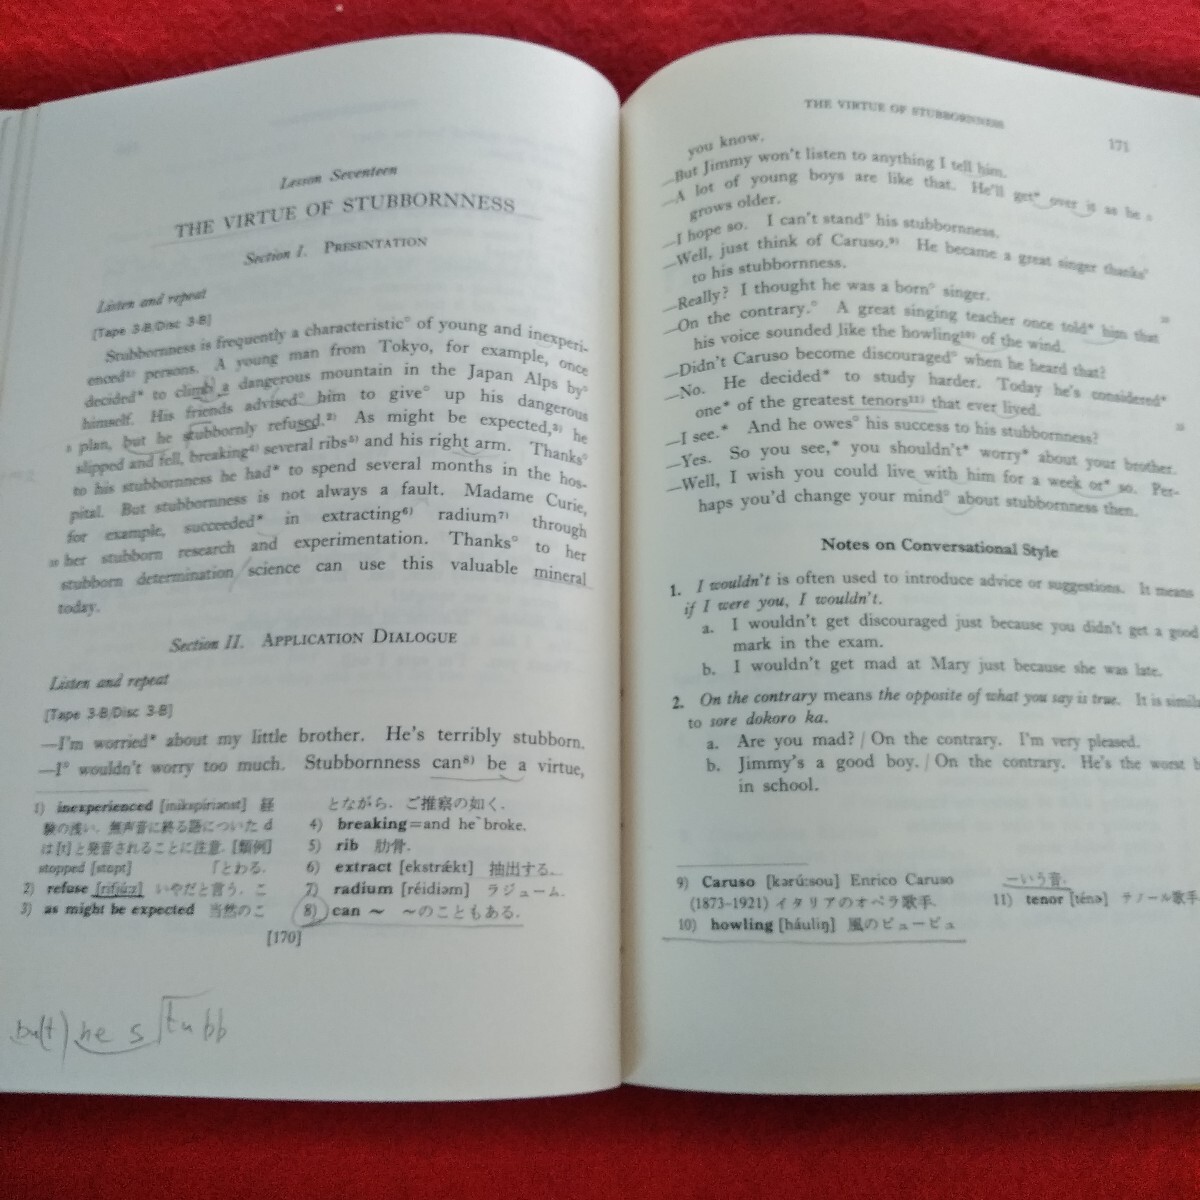 Lesson Seventeen
THE VIRTUE OF STUBBORNNESS
Section I. PRESENTATION
Listen and repeat
[Tape 3-B/Disc 3-B]
Stubbornness is frequently a characteristic° of young and inexperi-
enced¹⁾ persons. A young man from Tokyo, for example, once
decided* to climb a dangerous mountain in the Japan Alps by°
himself. His friends advised° him to give° up his dangerous
5 plan, but he stubbornly refused.²⁾ As might be expected,³⁾ he
slipped and fell, breaking⁴⁾ several ribs⁵⁾ and his right arm. Thanks°
to his stubbornness he had* to spend several months in the hos-
pital. But stubbornness is not always a fault. Madame Curie,
for example, succeeded* in extracting⁶⁾ radium⁷⁾ through
10 her stubborn research and experimentation. Thanks° to her
stubborn determination science can use this valuable mineral
today.
Section II. APPLICATION DIALOGUE
Listen and repeat
[Tape 3-B/Disc 3-B]
—I'm worried* about my little brother. He's terribly stubborn.
—I° wouldn't worry too much. Stubbornness can⁸⁾ be a virtue,
1) inexperienced [inikspíriənst] 経
験の浅い. 無声音に終る語についた d
は [t] と発音されることに注意. [類例]
stopped [stɑpt] 「とわる.
2) refuse [rifjúːz] いやだと言う, こ
3) as might be expected 当然のこ
とながら, ご推察の如く.
4) breaking=and he broke.
5) rib 肋骨.
6) extract [ekstrǽkt] 抽出する.
7) radium [réidiəm] ラジューム.
8) can ～ ～のこともある.
[170]
bu(t) he stubb
THE VIRTUE OF STUBBORNNESS
171
you know.
—But Jimmy won't listen to anything I tell him.
—A lot of young boys are like that. He'll get* over it as he
grows older.
—I hope so. I can't stand° his stubbornness.
—Well, just think of Caruso.⁹⁾ He became a great singer thanks°
to his stubbornness.
—Really? I thought he was a born° singer.
—On the contrary.° A great singing teacher once told* him that
his voice sounded like the howling¹⁰⁾ of the wind.
—Didn't Caruso become discouraged° when he heard that?
—No. He decided* to study harder. Today he's considered*
one* of the greatest tenors¹¹⁾ that ever lived.
—I see.* And he owes° his success to his stubbornness?
—Yes. So you see,* you shouldn't* worry* about your brother.
—Well, I wish you could live with him for a week or* so. Per-
haps you'd change your mind° about stubbornness then.
Notes on Conversational Style
1. I wouldn't is often used to introduce advice or suggestions. It means
if I were you, I wouldn't.
a. I wouldn't get discouraged just because you didn't get a good
mark in the exam.
b. I wouldn't get mad at Mary just because she was late.
2. On the contrary means the opposite of what you say is true. It is
to sore dokoro ka.
a. Are you mad? / On the contrary. I'm very pleased.
b. Jimmy's a good boy. / On the contrary. He's the worst
in school.
9) Caruso [kərúːsou] Enrico Caruso
(1873–1921) イタリアのオペラ歌手.
10) howling [háuliŋ] 風のピューピュ
ーいう音.
11) tenor [ténə] テノール歌手